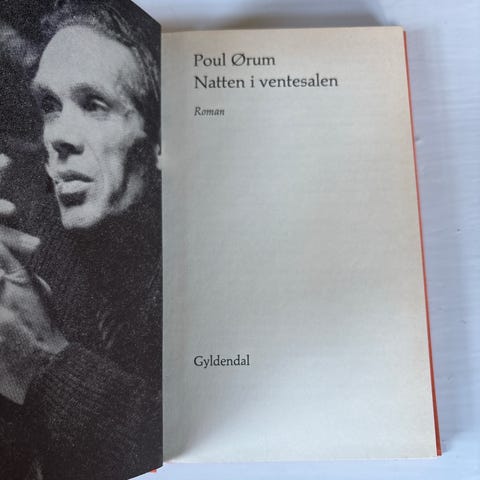 Poul Ørum
Natten i ventesalen
Roman
Gyldendal